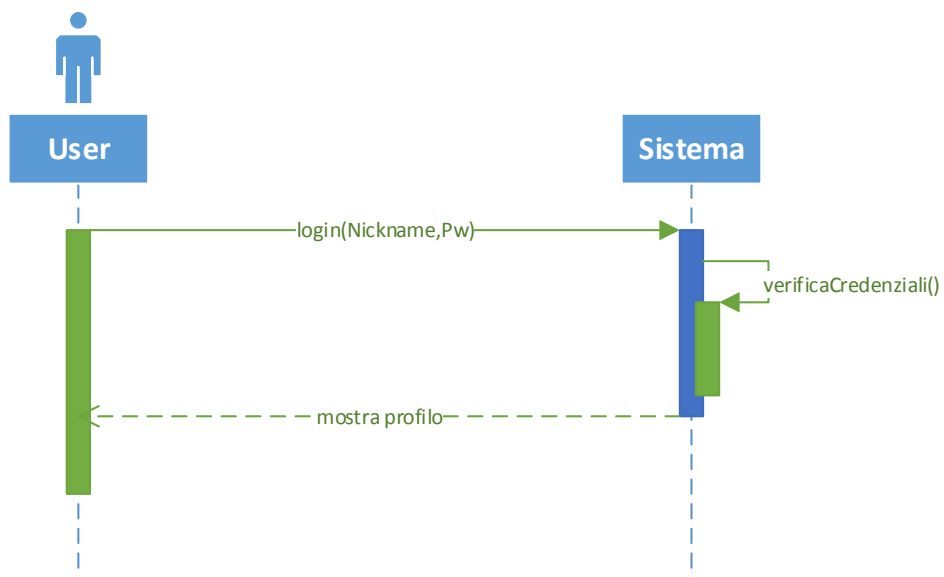 User
Sistema
login(Nickname,Pw)
verificaCredenziali()
mostra profilo